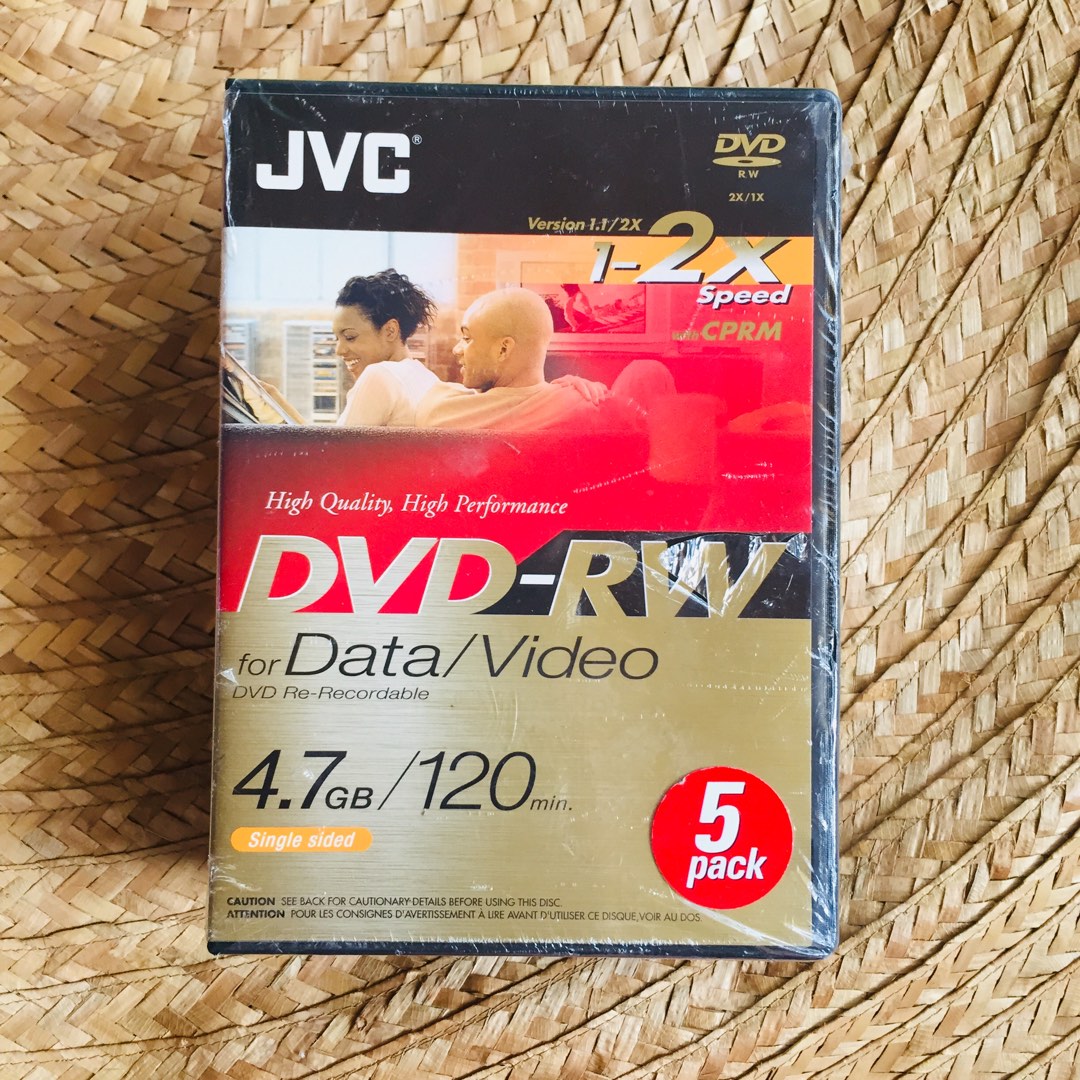 JVC®
DVD
R W
2X/1X
Version 1.1/2X
1-2X
Speed
with CPRM
High Quality, High Performance
DVD-RW
for Data/Video
DVD Re-Recordable
4.7GB/120min.
Single sided
5
pack
CAUTION SEE BACK FOR CAUTIONARY DETAILS BEFORE USING THIS DISC.
ATTENTION POUR LES CONSIGNES D'AVERTISSEMENT À LIRE AVANT D'UTILISER CE DISQUE, VOIR AU DOS.